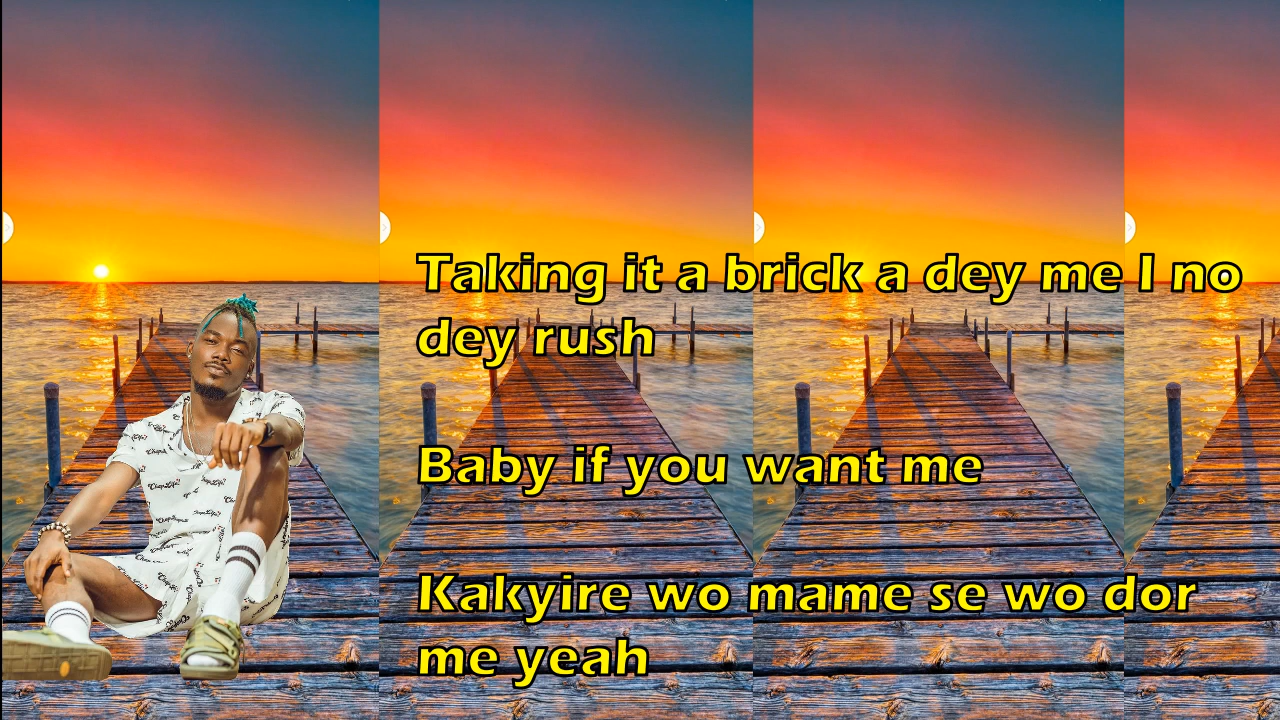 Taking it a brick a dey me I no
dey rush
Baby if you want me
Kakyire wo mame se wo dor
me yeah